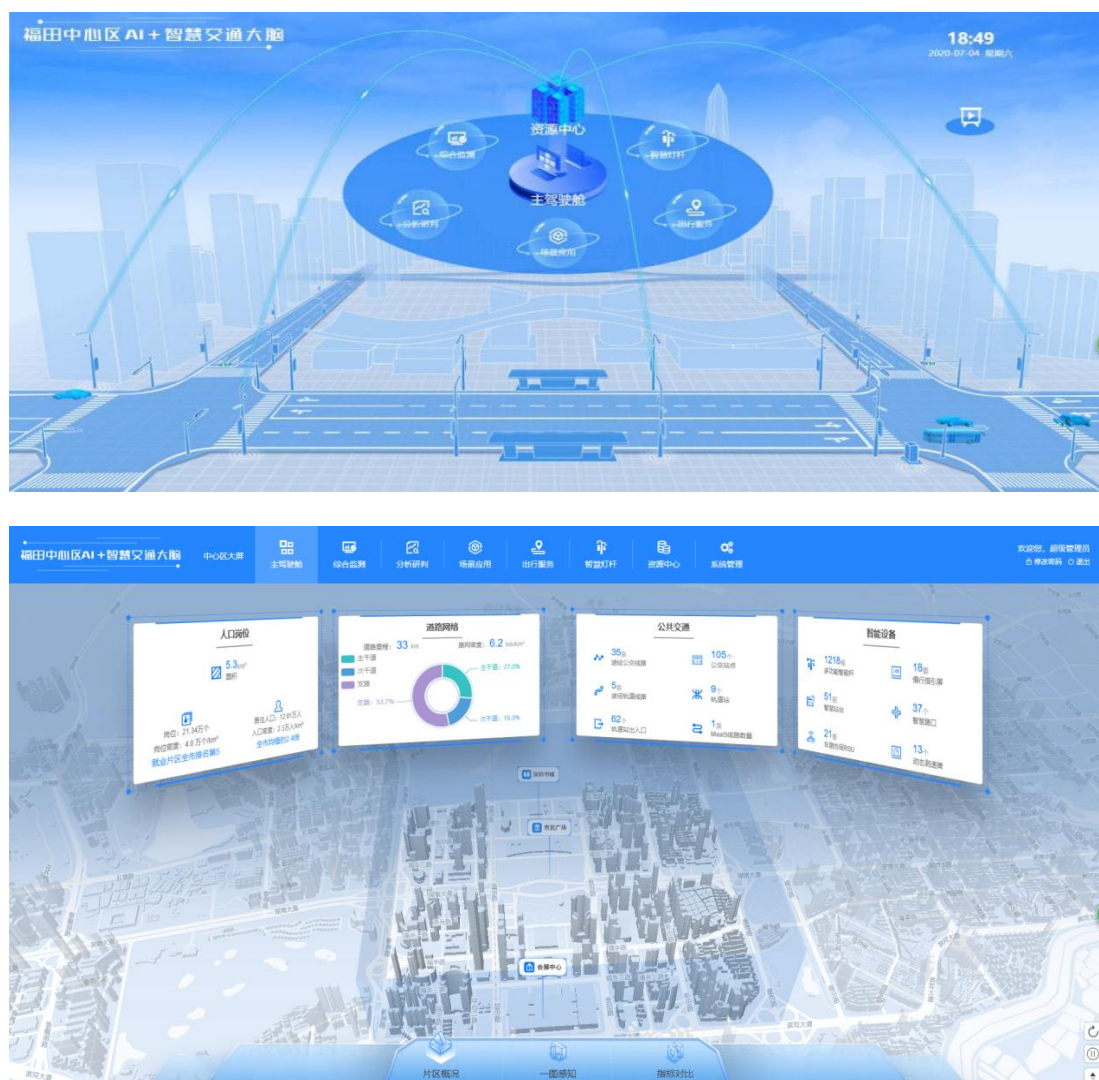 福田中心区AI+智慧交通大脑
18:49
2020-07-04 星期六
资源中心
综合监测
智慧灯杆
主驾驶舱
分析研判
出行服务
场景应用
福田中心区AI+智慧交通大脑
中心区大屏
主驾驶舱
综合监测
分析研判
场景应用
出行服务
智慧灯杆
资源中心
系统管理
欢迎您，超级管理员
修改密码 退出
人口岗位
5.3km²
面积
岗位：21.34万个
岗位密度：4.0 万个/km²
就业片区全市排名第5
居住人口：12.01万人
人口密度：2.3万人/km²
全市均值的2.4倍
道路网络
道路里程：33 km
路网密度：6.2 km/km²
主干道
次干道
支路
主干道：27.0%
支路：53.7%
次干道：19.3%
公共交通
35条
途经公交线路
105个
公交站点
5条
途径轨道线路
9个
轨道站
62个
轨道站出入口
1条
MaaS线路数量
智能设备
1218根
多功能智能杆
18套
慢行指引屏
51座
智慧站台
37个
智慧路口
21套
车路协同RSU
13个
动态测速牌
深圳书城
市民广场
会展中心
滨河大道
片区概况
一图感知
指标对比